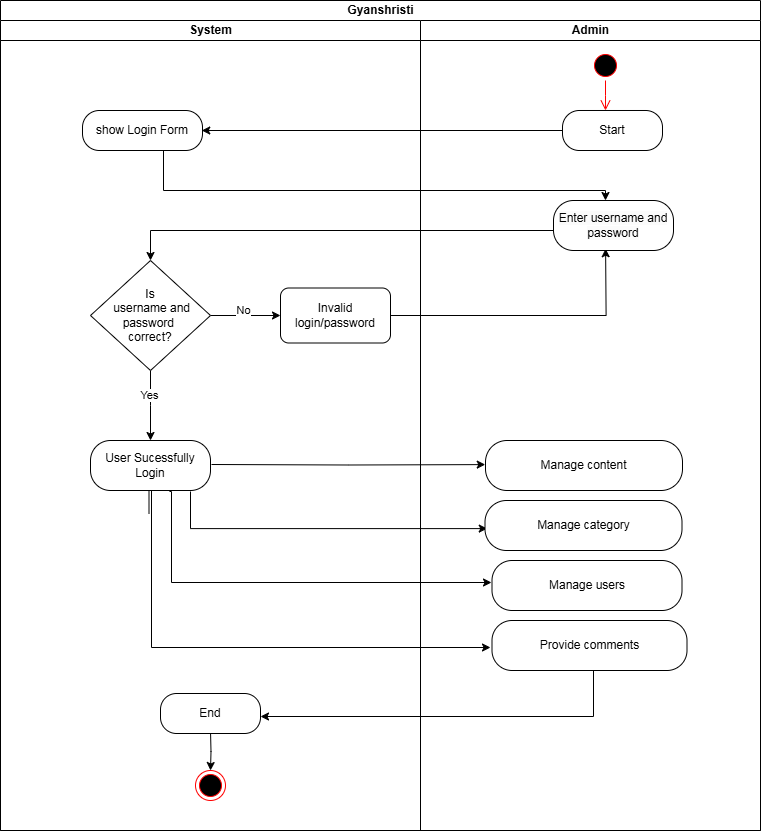 Gyanshristi
System
Admin
show Login Form
Start
Enter username and
password
Is
username and
password
correct?
No
Invalid
login/password
Yes
User Sucessfully
Login
Manage content
Manage category
Manage users
Provide comments
End